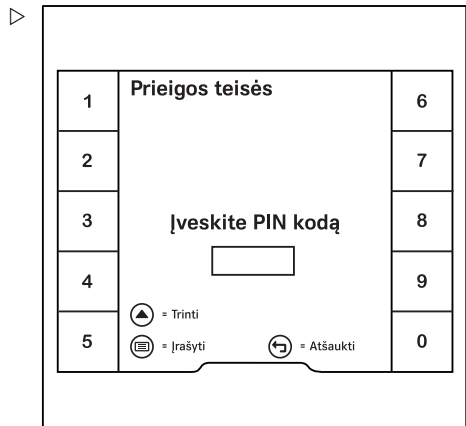 Prieigos teisės
1
6
2
7
3
Įveskite PIN kodą
8
4
9
= Trinti
5
= Įrašyti
= Atšaukti
0